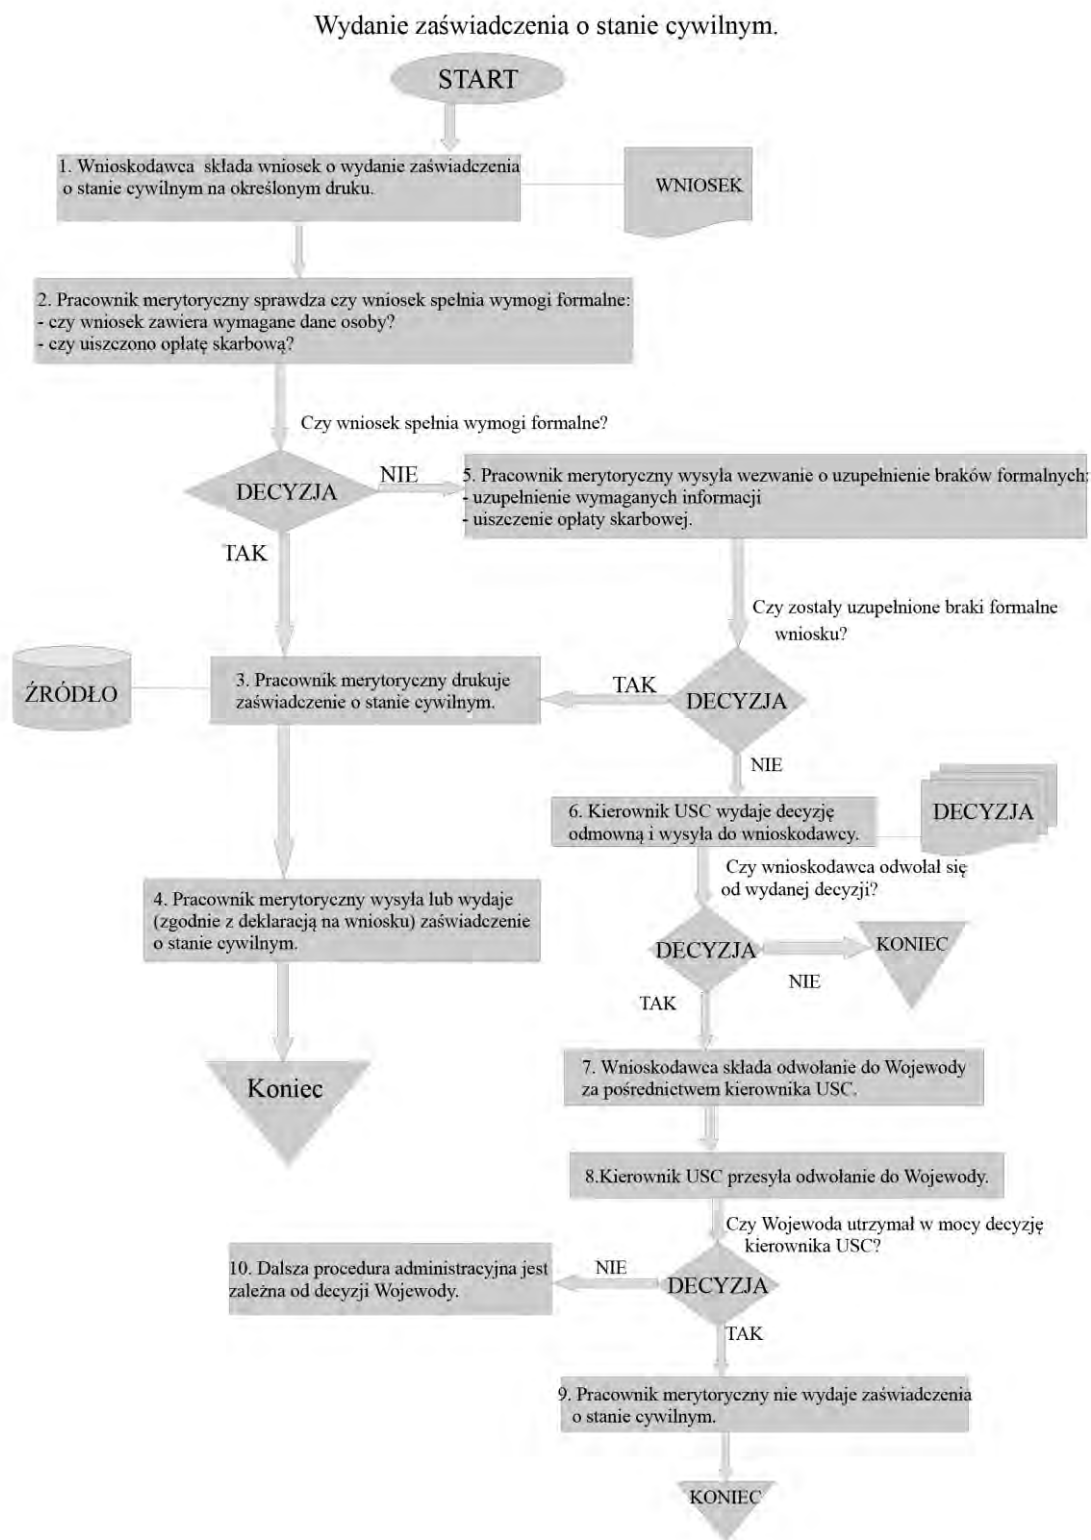 Wydanie zaświadczenia o stanie cywilnym.
START
1. Wnioskodawca składa wniosek o wydanie zaświadczenia
o stanie cywilnym na określonym druku.
WNIOSEK
2. Pracownik merytoryczny sprawdza czy wniosek spełnia wymogi formalne:
- czy wniosek zawiera wymagane dane osoby?
- czy uiszczono opłatę skarbową?
Czy wniosek spełnia wymogi formalne?
DECYZJA
NIE
5. Pracownik merytoryczny wysyła wezwanie o uzupełnienie braków formalnych:
- uzupełnienie wymaganych informacji
- uiszczenie opłaty skarbowej.
TAK
Czy zostały uzupełnione braki formalne
wniosku?
ŹRÓDŁO
3. Pracownik merytoryczny drukuje
zaświadczenie o stanie cywilnym.
TAK
DECYZJA
NIE
6. Kierownik USC wydaje decyzję
odmowną i wysyła do wnioskodawcy.
DECYZJA
Czy wnioskodawca odwołał się
od wydanej decyzji?
4. Pracownik merytoryczny wysyła lub wydaje
(zgodnie z deklaracją na wniosku) zaświadczenie
o stanie cywilnym.
DECYZJA
NIE
KONIEC
TAK
Koniec
7. Wnioskodawca składa odwołanie do Wojewody
za pośrednictwem kierownika USC.
8.Kierownik USC przesyła odwołanie do Wojewody.
Czy Wojewoda utrzymał w mocy decyzję
kierownika USC?
10. Dalsza procedura administracyjna jest
zależna od decyzji Wojewody.
NIE
DECYZJA
TAK
9. Pracownik merytoryczny nie wydaje zaświadczenia
o stanie cywilnym.
KONIEC